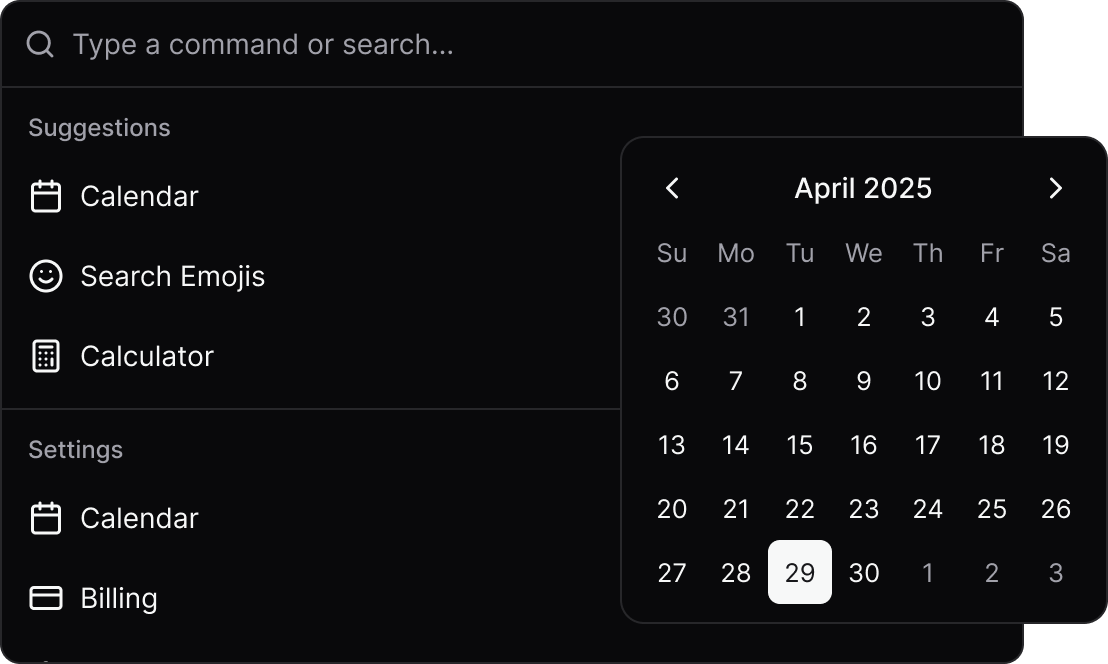 Type a command or search...
Suggestions
Calendar
Search Emojis
Calculator
Settings
Calendar
Billing
April 2025
Su Mo Tu We Th Fr Sa
30 31 1 2 3 4 5
6 7 8 9 10 11 12
13 14 15 16 17 18 19
20 21 22 23 24 25 26
27 28 29 30 1 2 3